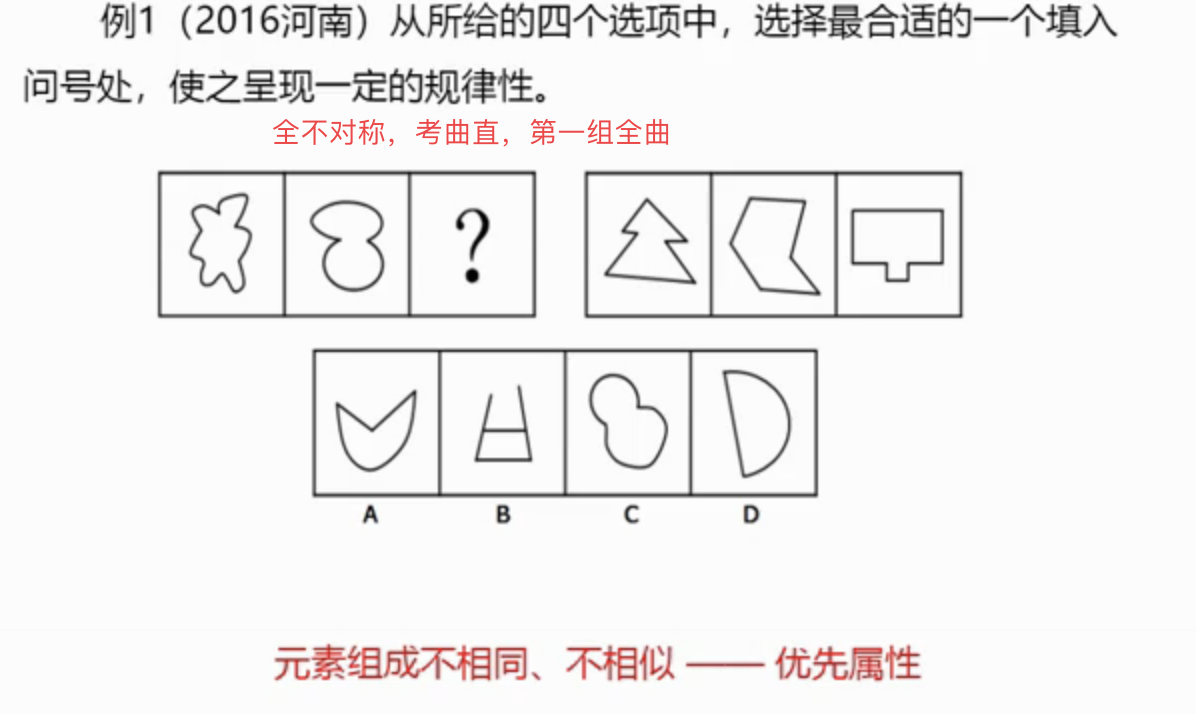 例1（2016河南）从所给的四个选项中，选择最合适的一个填入
问号处，使之呈现一定的规律性。
全不对称，考曲直，第一组全曲
?
A B C D
元素组成不相同、不相似 —— 优先属性